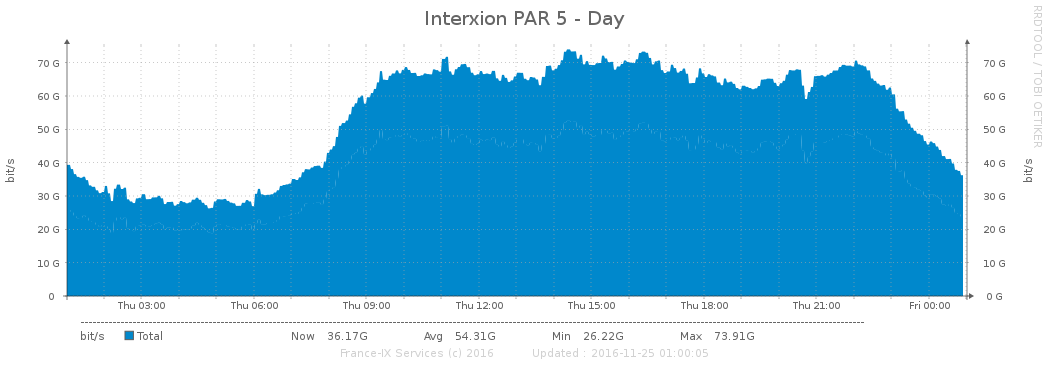 Interxion PAR 5 - Day
RRDTOOL / TOBI OETIKER
bit/s
bit/s
70 G 70 G
60 G 60 G
50 G 50 G
40 G 40 G
30 G 30 G
20 G 20 G
10 G 10 G
0 0 G
Thu 03:00 Thu 06:00 Thu 09:00 Thu 12:00 Thu 15:00 Thu 18:00 Thu 21:00 Fri 00:00
bit/s Total Now 36.17G Avg 54.31G Min 26.22G Max 73.91G
France-IX Services (c) 2016 Updated : 2016-11-25 01:00:05